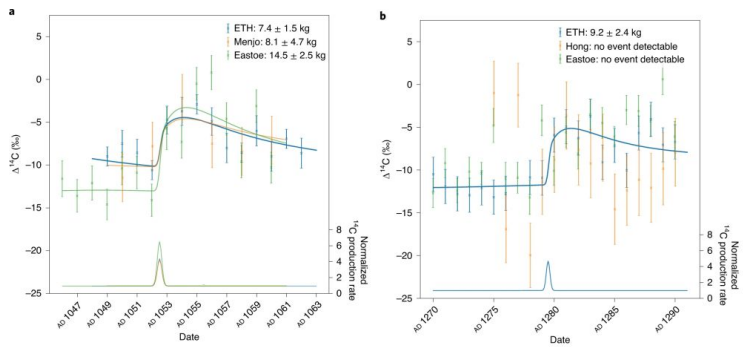 a
ETH: 7.4 ± 1.5 kg
Menjo: 8.1 ± 4.7 kg
Eastoe: 14.5 ± 2.5 kg
5
0
−5
−10
−15
−20
−25
Δ¹⁴C (‰)
8
6
4
2
0
Normalized
¹⁴C production rate
AD 1047
AD 1049
AD 1051
AD 1053
AD 1055
AD 1057
AD 1059
AD 1061
AD 1063
Date
b
ETH: 9.2 ± 2.4 kg
Hong: no event detectable
Eastoe: no event detectable
5
0
−5
−10
−15
−20
−25
Δ¹⁴C (‰)
8
6
4
2
0
Normalized
¹⁴C production rate
AD 1270
AD 1275
AD 1280
AD 1285
AD 1290
Date